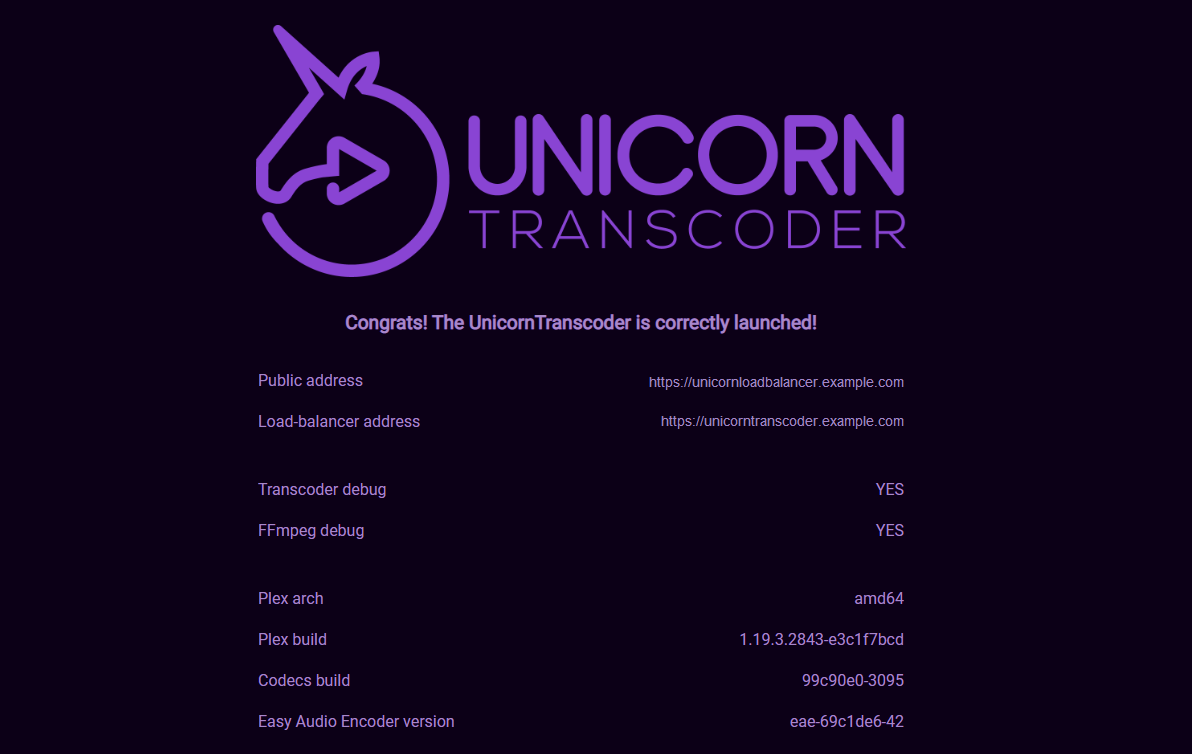 UNICORN
TRANSCODER
Congrats! The UnicornTranscoder is correctly launched!
Public address https://unicornloadbalancer.example.com
Load-balancer address https://unicorntranscoder.example.com
Transcoder debug YES
FFmpeg debug YES
Plex arch amd64
Plex build 1.19.3.2843-e3c1f7bcd
Codecs build 99c90e0-3095
Easy Audio Encoder version eae-69c1de6-42